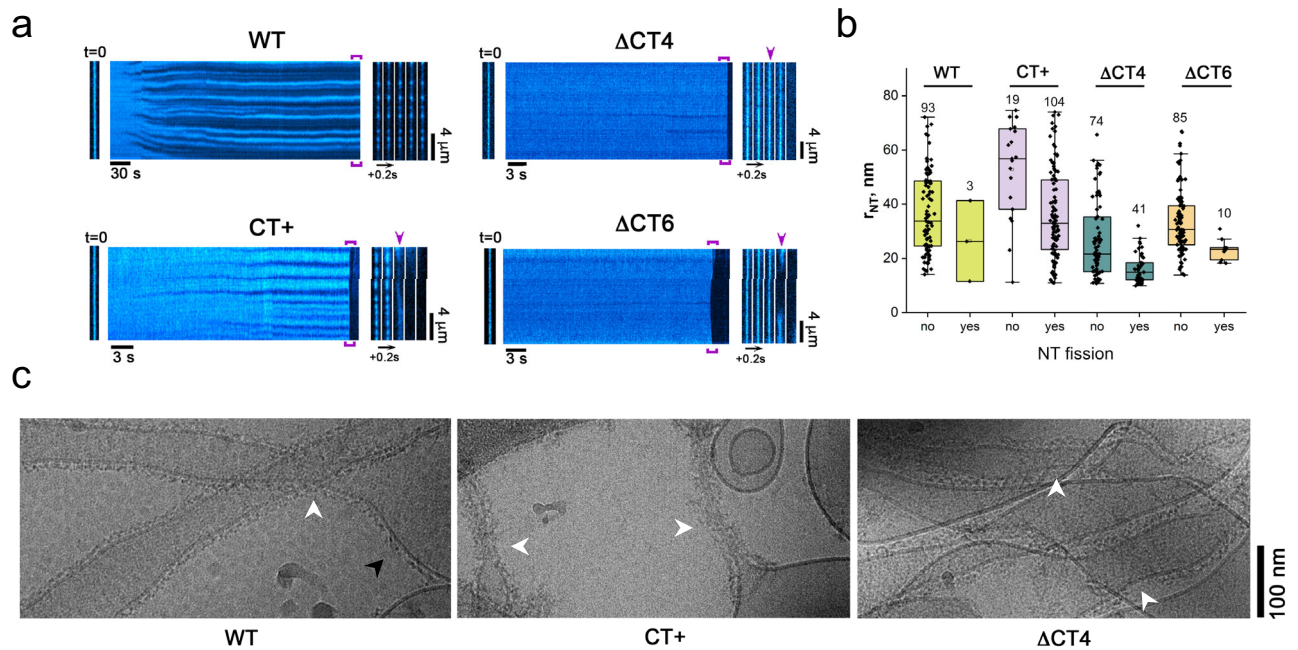 a
WT
t=0
30 s
+0.2s
4 μm
ΔCT4
t=0
3 s
+0.2s
4 μm
CT+
t=0
3 s
+0.2s
4 μm
ΔCT6
t=0
3 s
+0.2s
4 μm
b
WT CT+ ΔCT4 ΔCT6
80
60
40
20
0
r_NT, nm
93 3 19 104 74 41 85 10
no yes no yes no yes no yes
NT fission
c
WT
CT+
ΔCT4
100 nm